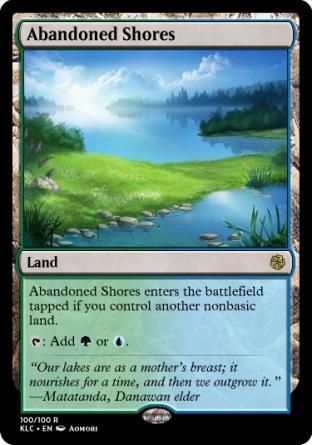 Abandoned Shores
Land
Abandoned Shores enters the battlefield
tapped if you control another nonbasic
land.
: Add or .
“Our lakes are as a mother’s breast; it
nourishes for a time, and then we outgrow it.”
—Matatanda, Danawan elder
100/100 R
KLC • EN Aomori